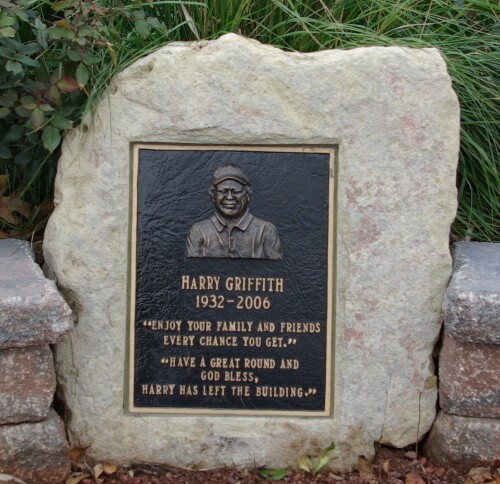 HARRY GRIFFITH
1932-2006
"ENJOY YOUR FAMILY AND FRIENDS
EVERY CHANCE YOU GET."
"HAVE A GREAT ROUND AND
GOD BLESS,
HARRY HAS LEFT THE BUILDING."